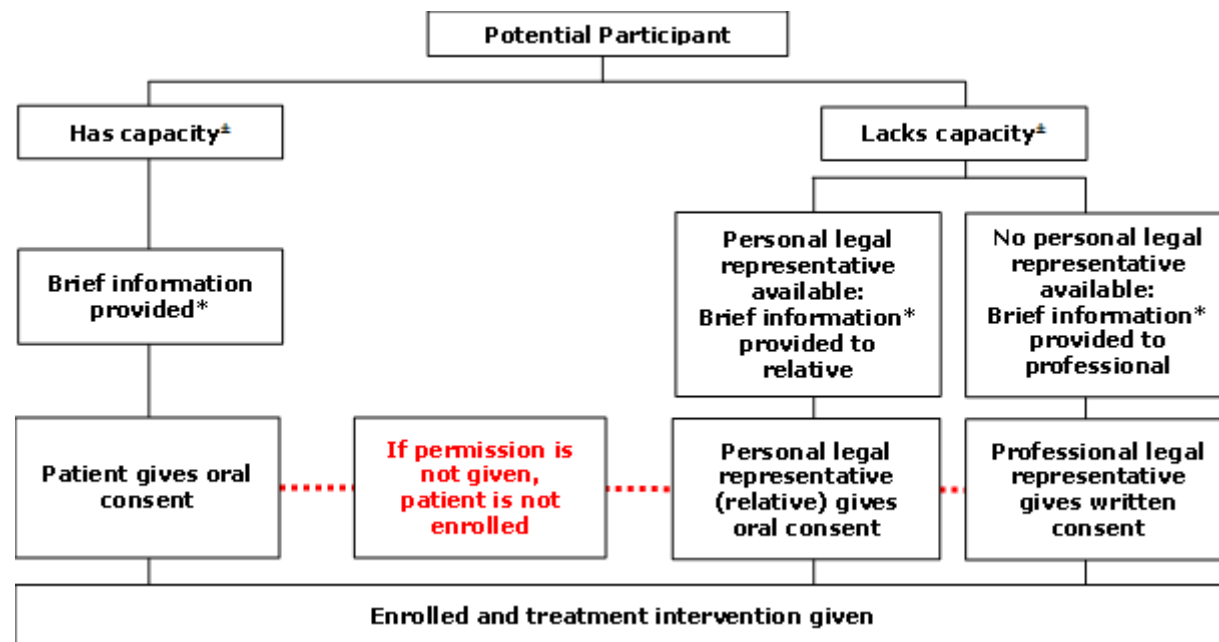 Potential Participant
Has capacity±
Lacks capacity±
Brief information
provided*
Personal legal
representative
available:
Brief information*
provided to
relative
No personal legal
representative
available:
Brief information*
provided to
professional
Patient gives oral
consent
If permission is
not given,
patient is not
enrolled
Personal legal
representative
(relative) gives
oral consent
Professional legal
representative
gives written
consent
Enrolled and treatment intervention given